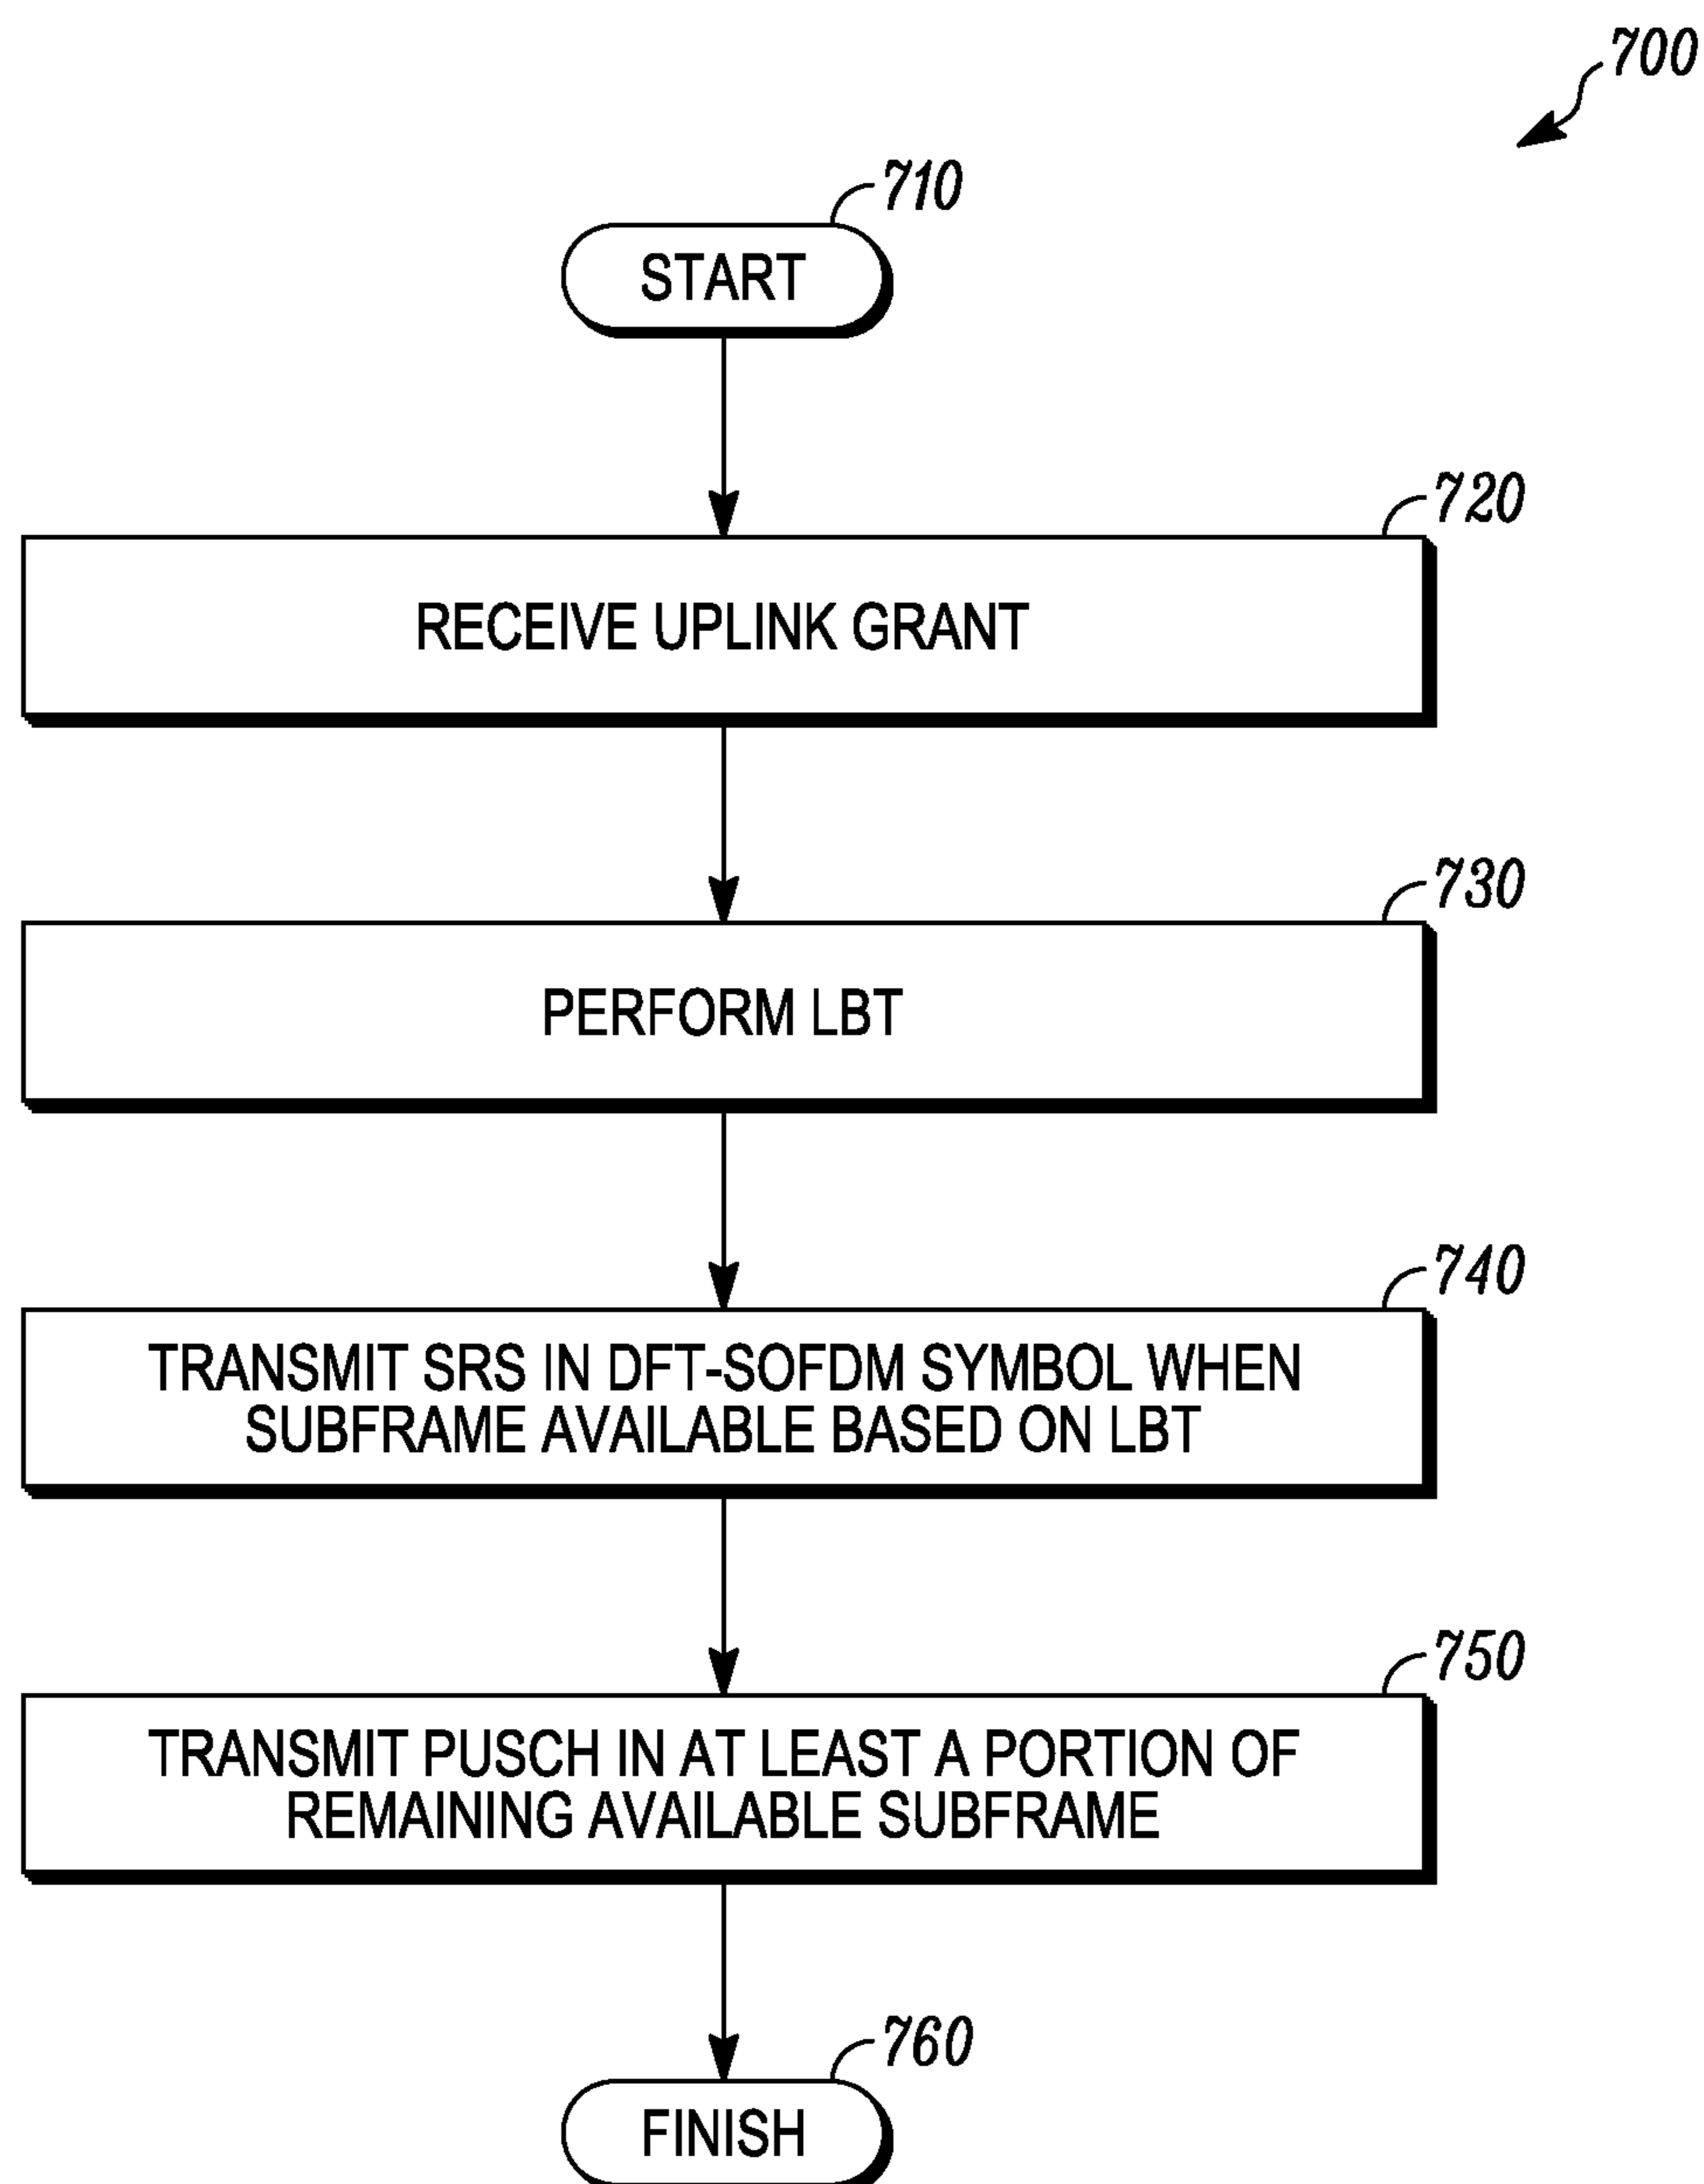 700
710
START
720
RECEIVE UPLINK GRANT
730
PERFORM LBT
740
TRANSMIT SRS IN DFT-SOFDM SYMBOL WHEN
SUBFRAME AVAILABLE BASED ON LBT
750
TRANSMIT PUSCH IN AT LEAST A PORTION OF
REMAINING AVAILABLE SUBFRAME
760
FINISH